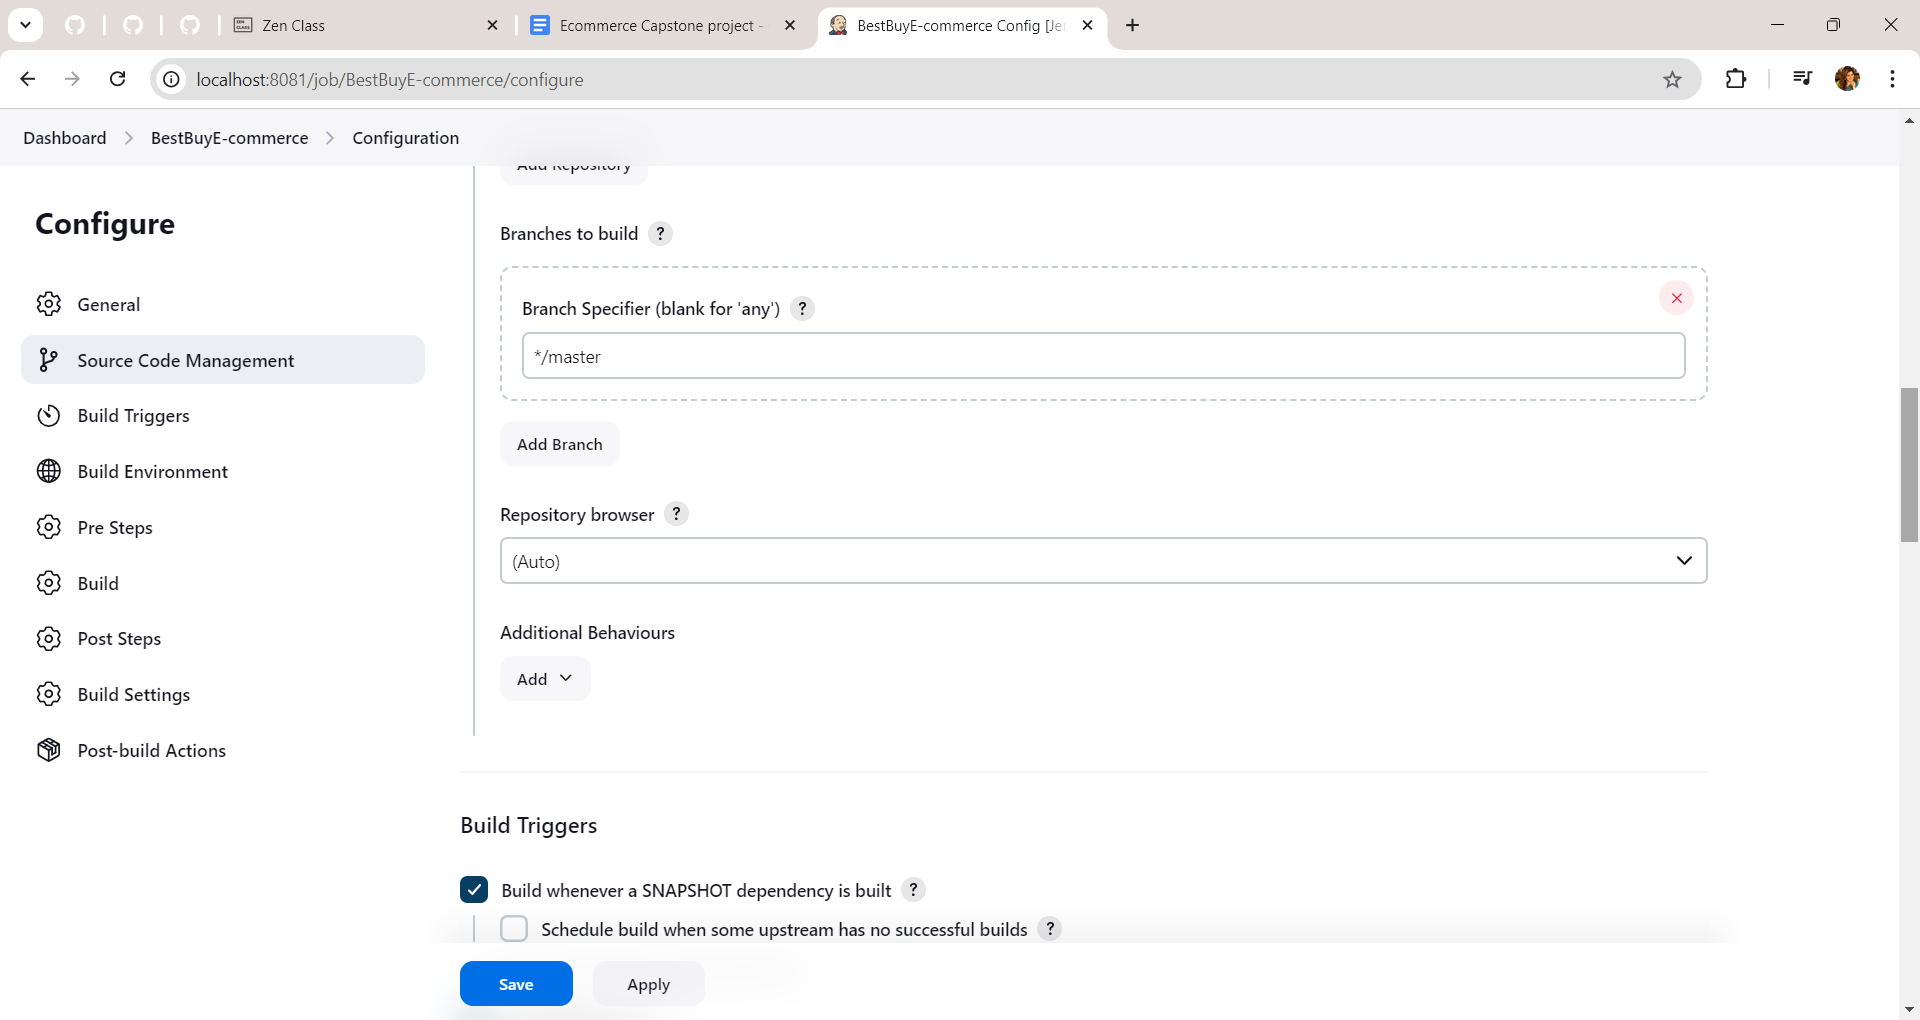 Zen Class
Ecommerce Capstone project -
BestBuyE-commerce Config [Je
localhost:8081/job/BestBuyE-commerce/configure
Dashboard
BestBuyE-commerce
Configuration
Add Repository
Configure
General
Source Code Management
Build Triggers
Build Environment
Pre Steps
Build
Post Steps
Build Settings
Post-build Actions
Branches to build ?
Branch Specifier (blank for 'any') ?
*/master
Add Branch
Repository browser ?
(Auto)
Additional Behaviours
Add
Build Triggers
Build whenever a SNAPSHOT dependency is built ?
Schedule build when some upstream has no successful builds ?
Save
Apply